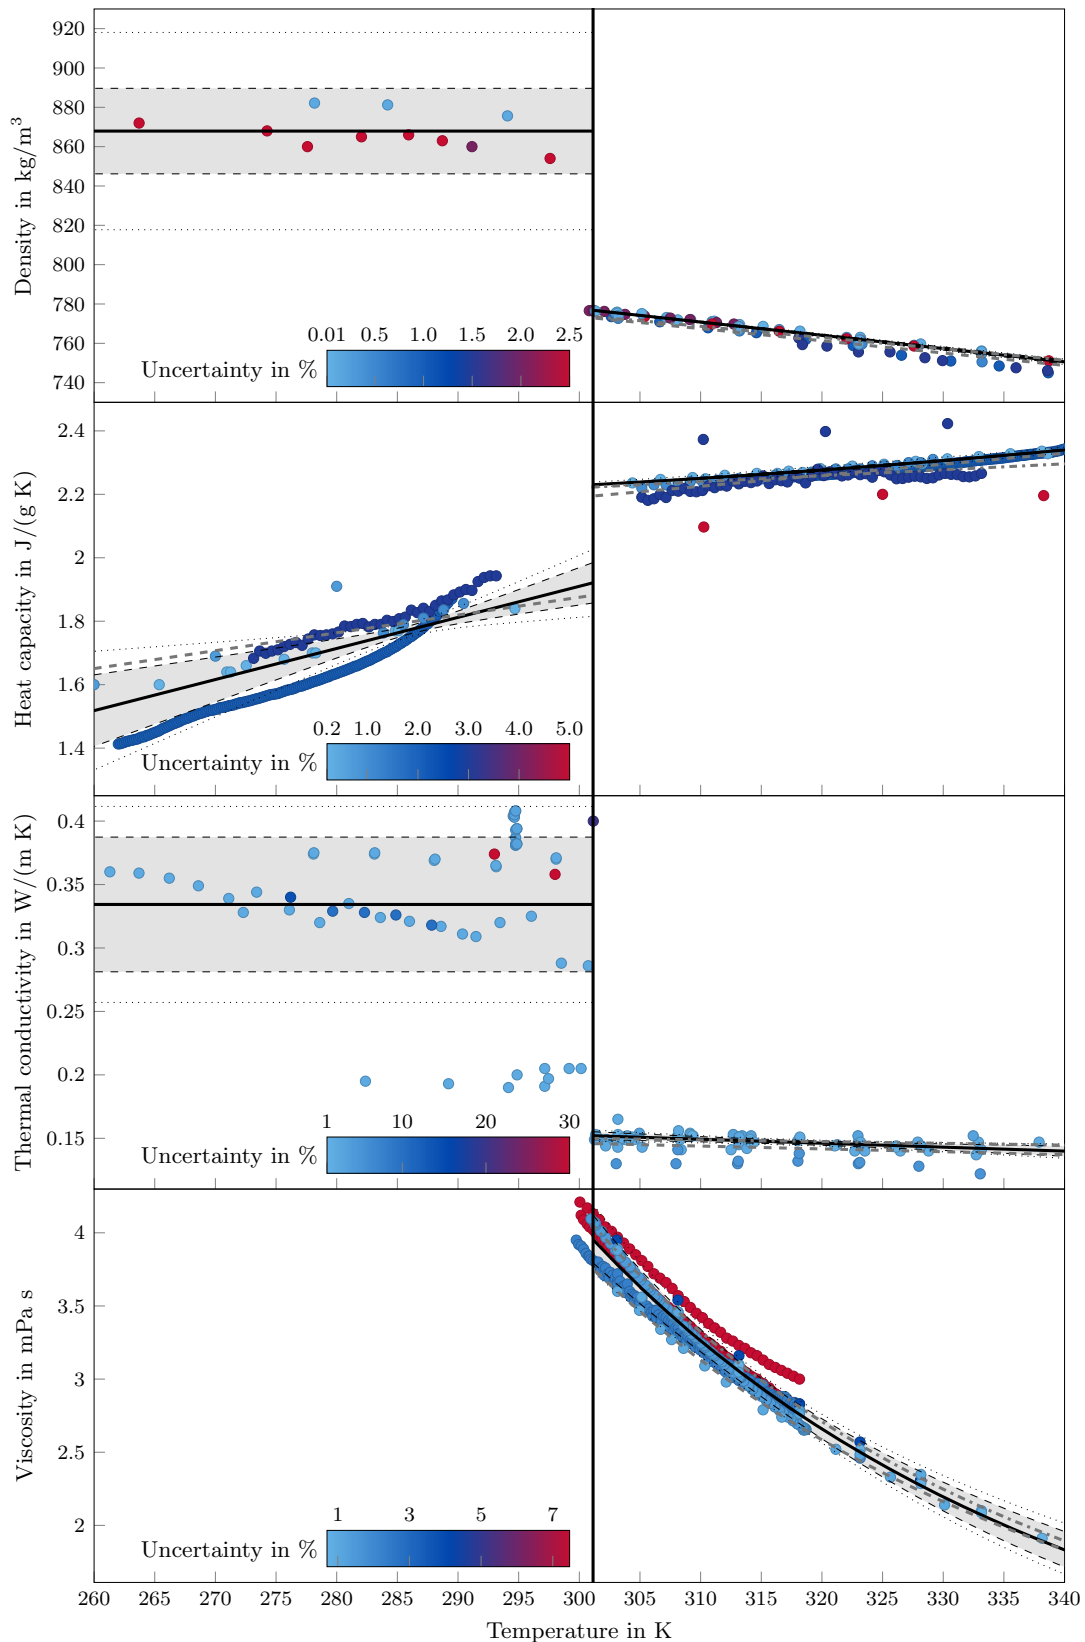 920
900
880
860
840
820
800
780
760
740
Density in kg/m³
0.01 0.5 1.0 1.5 2.0 2.5
Uncertainty in %
2.4
2.2
2
1.8
1.6
1.4
Heat capacity in J/(g K)
0.2 1.0 2.0 3.0 4.0 5.0
Uncertainty in %
0.4
0.35
0.3
0.25
0.2
0.15
Thermal conductivity in W/(m K)
1 10 20 30
Uncertainty in %
4
3.5
3
2.5
2
Viscosity in mPa s
1 3 5 7
Uncertainty in %
260 265 270 275 280 285 290 295 300 305 310 315 320 325 330 335 340
Temperature in K